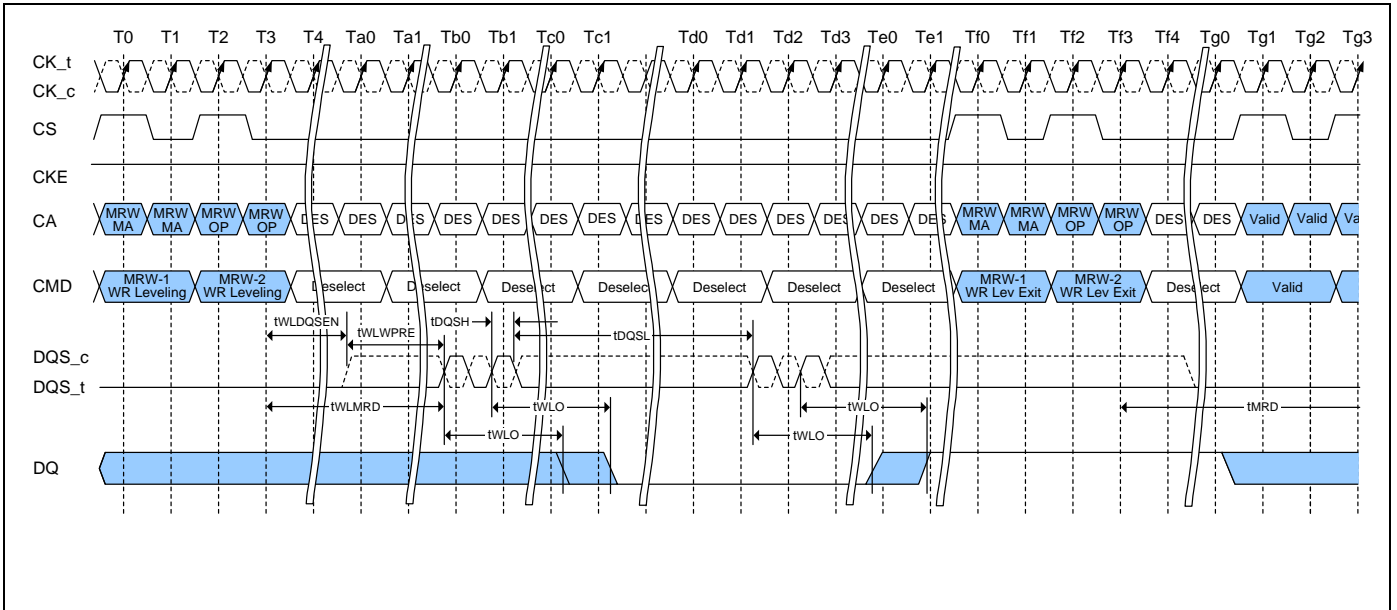 T0 T1 T2 T3 T4 Ta0 Ta1 Tb0 Tb1 Tc0 Tc1 Td0 Td1 Td2 Td3 Te0 Te1 Tf0 Tf1 Tf2 Tf3 Tf4 Tg0 Tg1 Tg2 Tg3
CK_t
CK_c
CS
CKE
CA
MRW MRW MRW MRW DES DES DES DES DES DES DES DES DES DES DES DES DES DES MRW MRW MRW MRW DES DES Valid Valid Va
MA MA OP OP MA MA OP OP
CMD
MRW-1 MRW-2 Deselect Deselect Deselect Deselect Deselect Deselect Deselect MRW-1 MRW-2 Deselect Valid
WR Leveling WR Leveling WR Lev Exit WR Lev Exit
tWLDQSEN tDQSH
tWLWPRE tDQSL
DQS_c
DQS_t
tWLMRD tWLO tWLO tMRD
tWLO tWLO
DQ